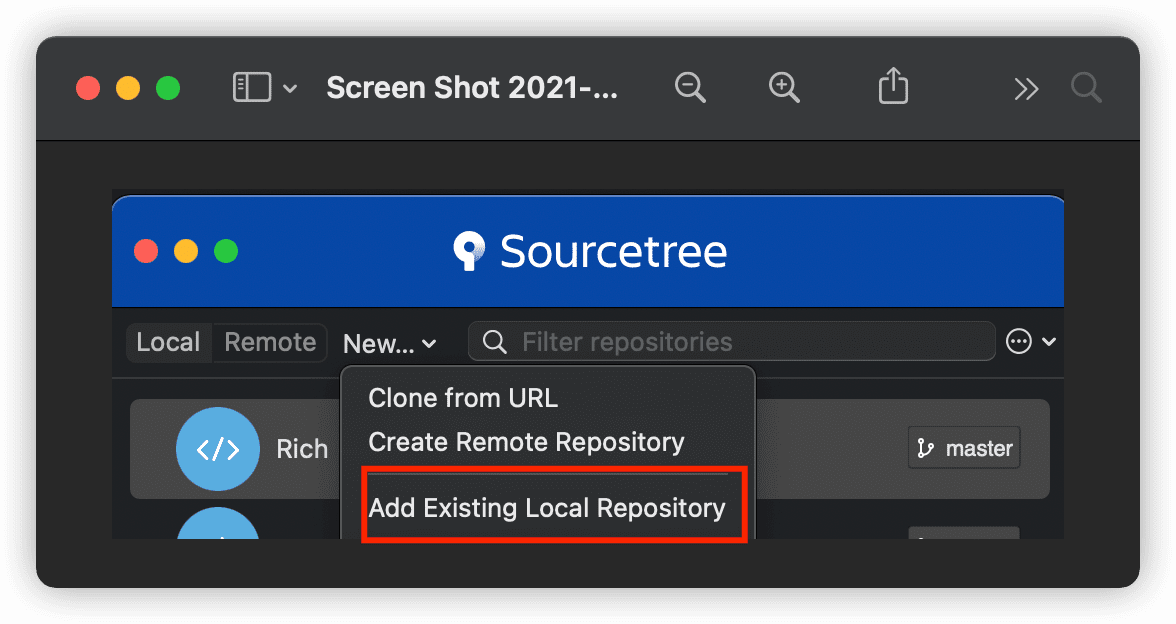 Screen Shot 2021-...
Sourcetree
Local Remote New... Filter repositories
Clone from URL
Create Remote Repository
</> Rich master
Add Existing Local Repository